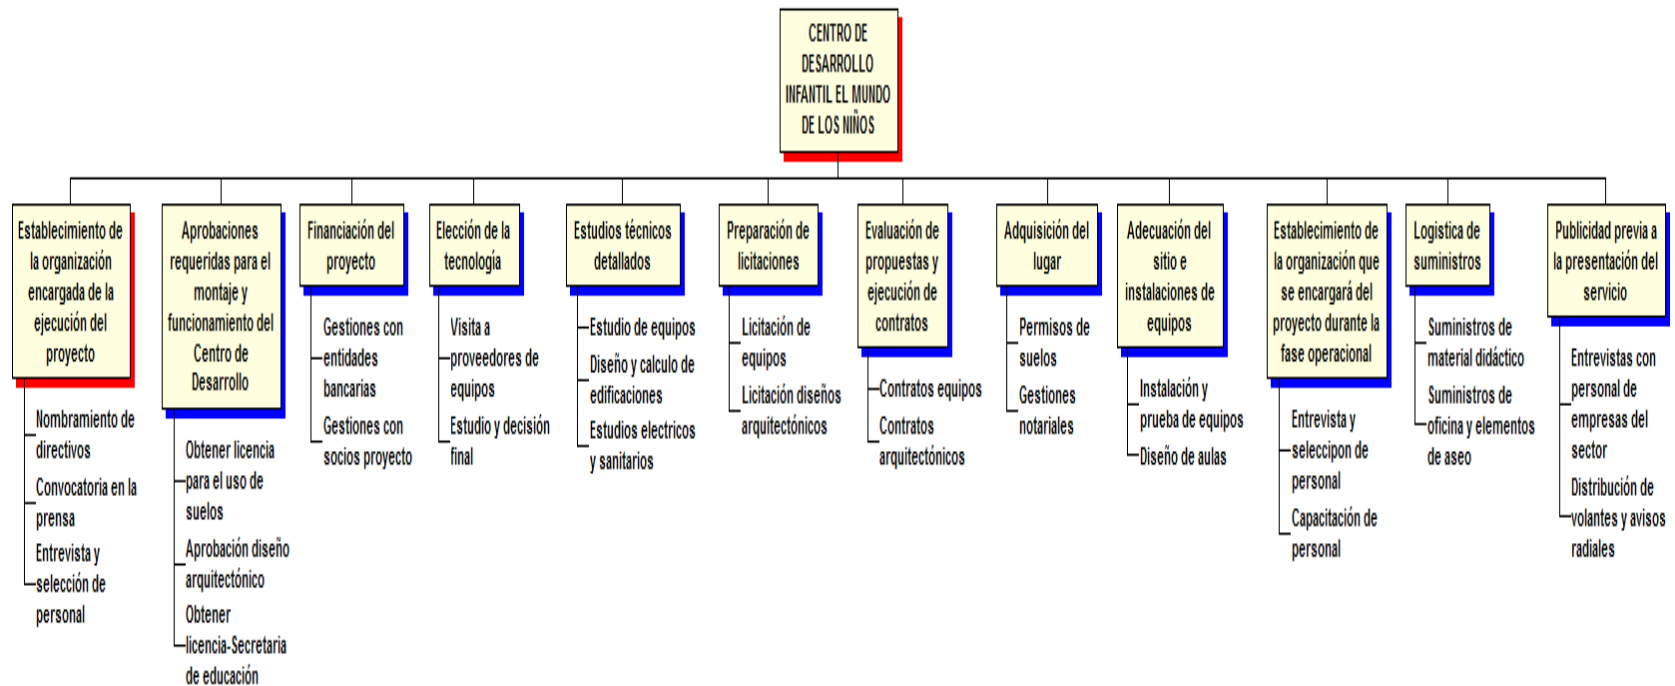 CENTRO DE
DESARROLLO
INFANTIL EL MUNDO
DE LOS NIÑOS
Establecimiento de
la organización
encargada de la
ejecución del
proyecto
Nombramiento de
directivos
Convocatoria en la
prensa
Entrevista y
selección de
personal
Aprobaciones
requeridas para el
montaje y
funcionamiento del
Centro de
Desarrollo
Obtener licencia
para el uso de
suelos
Aprobación diseño
arquitectónico
Obtener
licencia-Secretaria
de educación
Financiación del
proyecto
Gestiones con
entidades
bancarias
Gestiones con
socios proyecto
Elección de la
tecnología
Visita a
proveedores de
equipos
Estudio y decisión
final
Estudios técnicos
detallados
Estudio de equipos
Diseño y calculo de
edificaciones
Estudios electricos
y sanitarios
Preparación de
licitaciones
Licitación de
equipos
Licitación diseños
arquitectónicos
Evaluación de
propuestas y
ejecución de
contratos
Contratos equipos
Contratos
arquitectónicos
Adquisición del
lugar
Permisos de
suelos
Gestiones
notariales
Adecuación del
sitio e
instalaciones de
equipos
Instalación y
prueba de equipos
Diseño de aulas
Establecimiento de
la organización que
se encargará del
proyecto durante la
fase operacional
Entrevista y
seleccipon de
personal
Capacitación de
personal
Logistica de
suministros
Suministros de
material didáctico
Suministros de
oficina y elementos
de aseo
Publicidad previa a
la presentación del
servicio
Entrevistas con
personal de
empresas del
sector
Distribución de
volantes y avisos
radiales